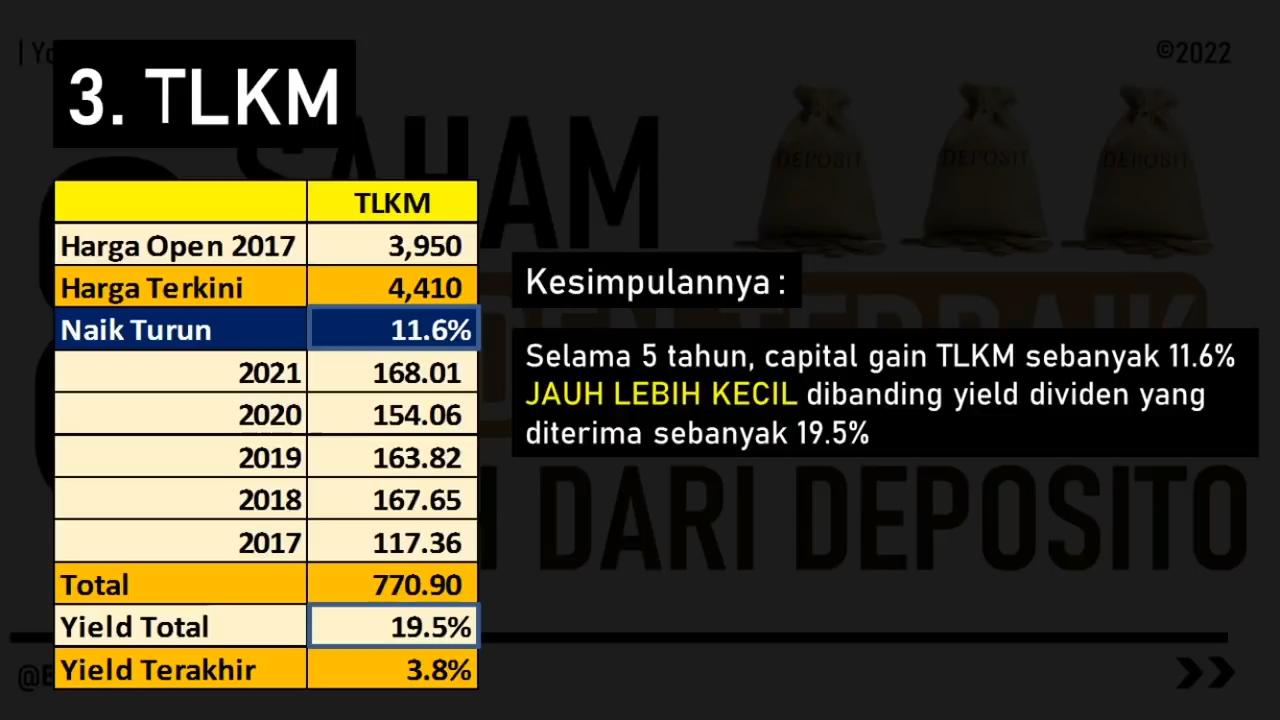 ©2022
3. TLKM
SAHAM
DEPOSIT DEPOSIT DEPOSIT
TLKM
Harga Open 2017 3,950
Harga Terkini 4,410
Naik Turun 11.6%
2021 168.01
2020 154.06
2019 163.82
2018 167.65
2017 117.36
Total 770.90
Yield Total 19.5%
Yield Terakhir 3.8%
Kesimpulannya :
Selama 5 tahun, capital gain TLKM sebanyak 11.6%
JAUH LEBIH KECIL dibanding yield dividen yang
diterima sebanyak 19.5%
DARI DEPOSITO